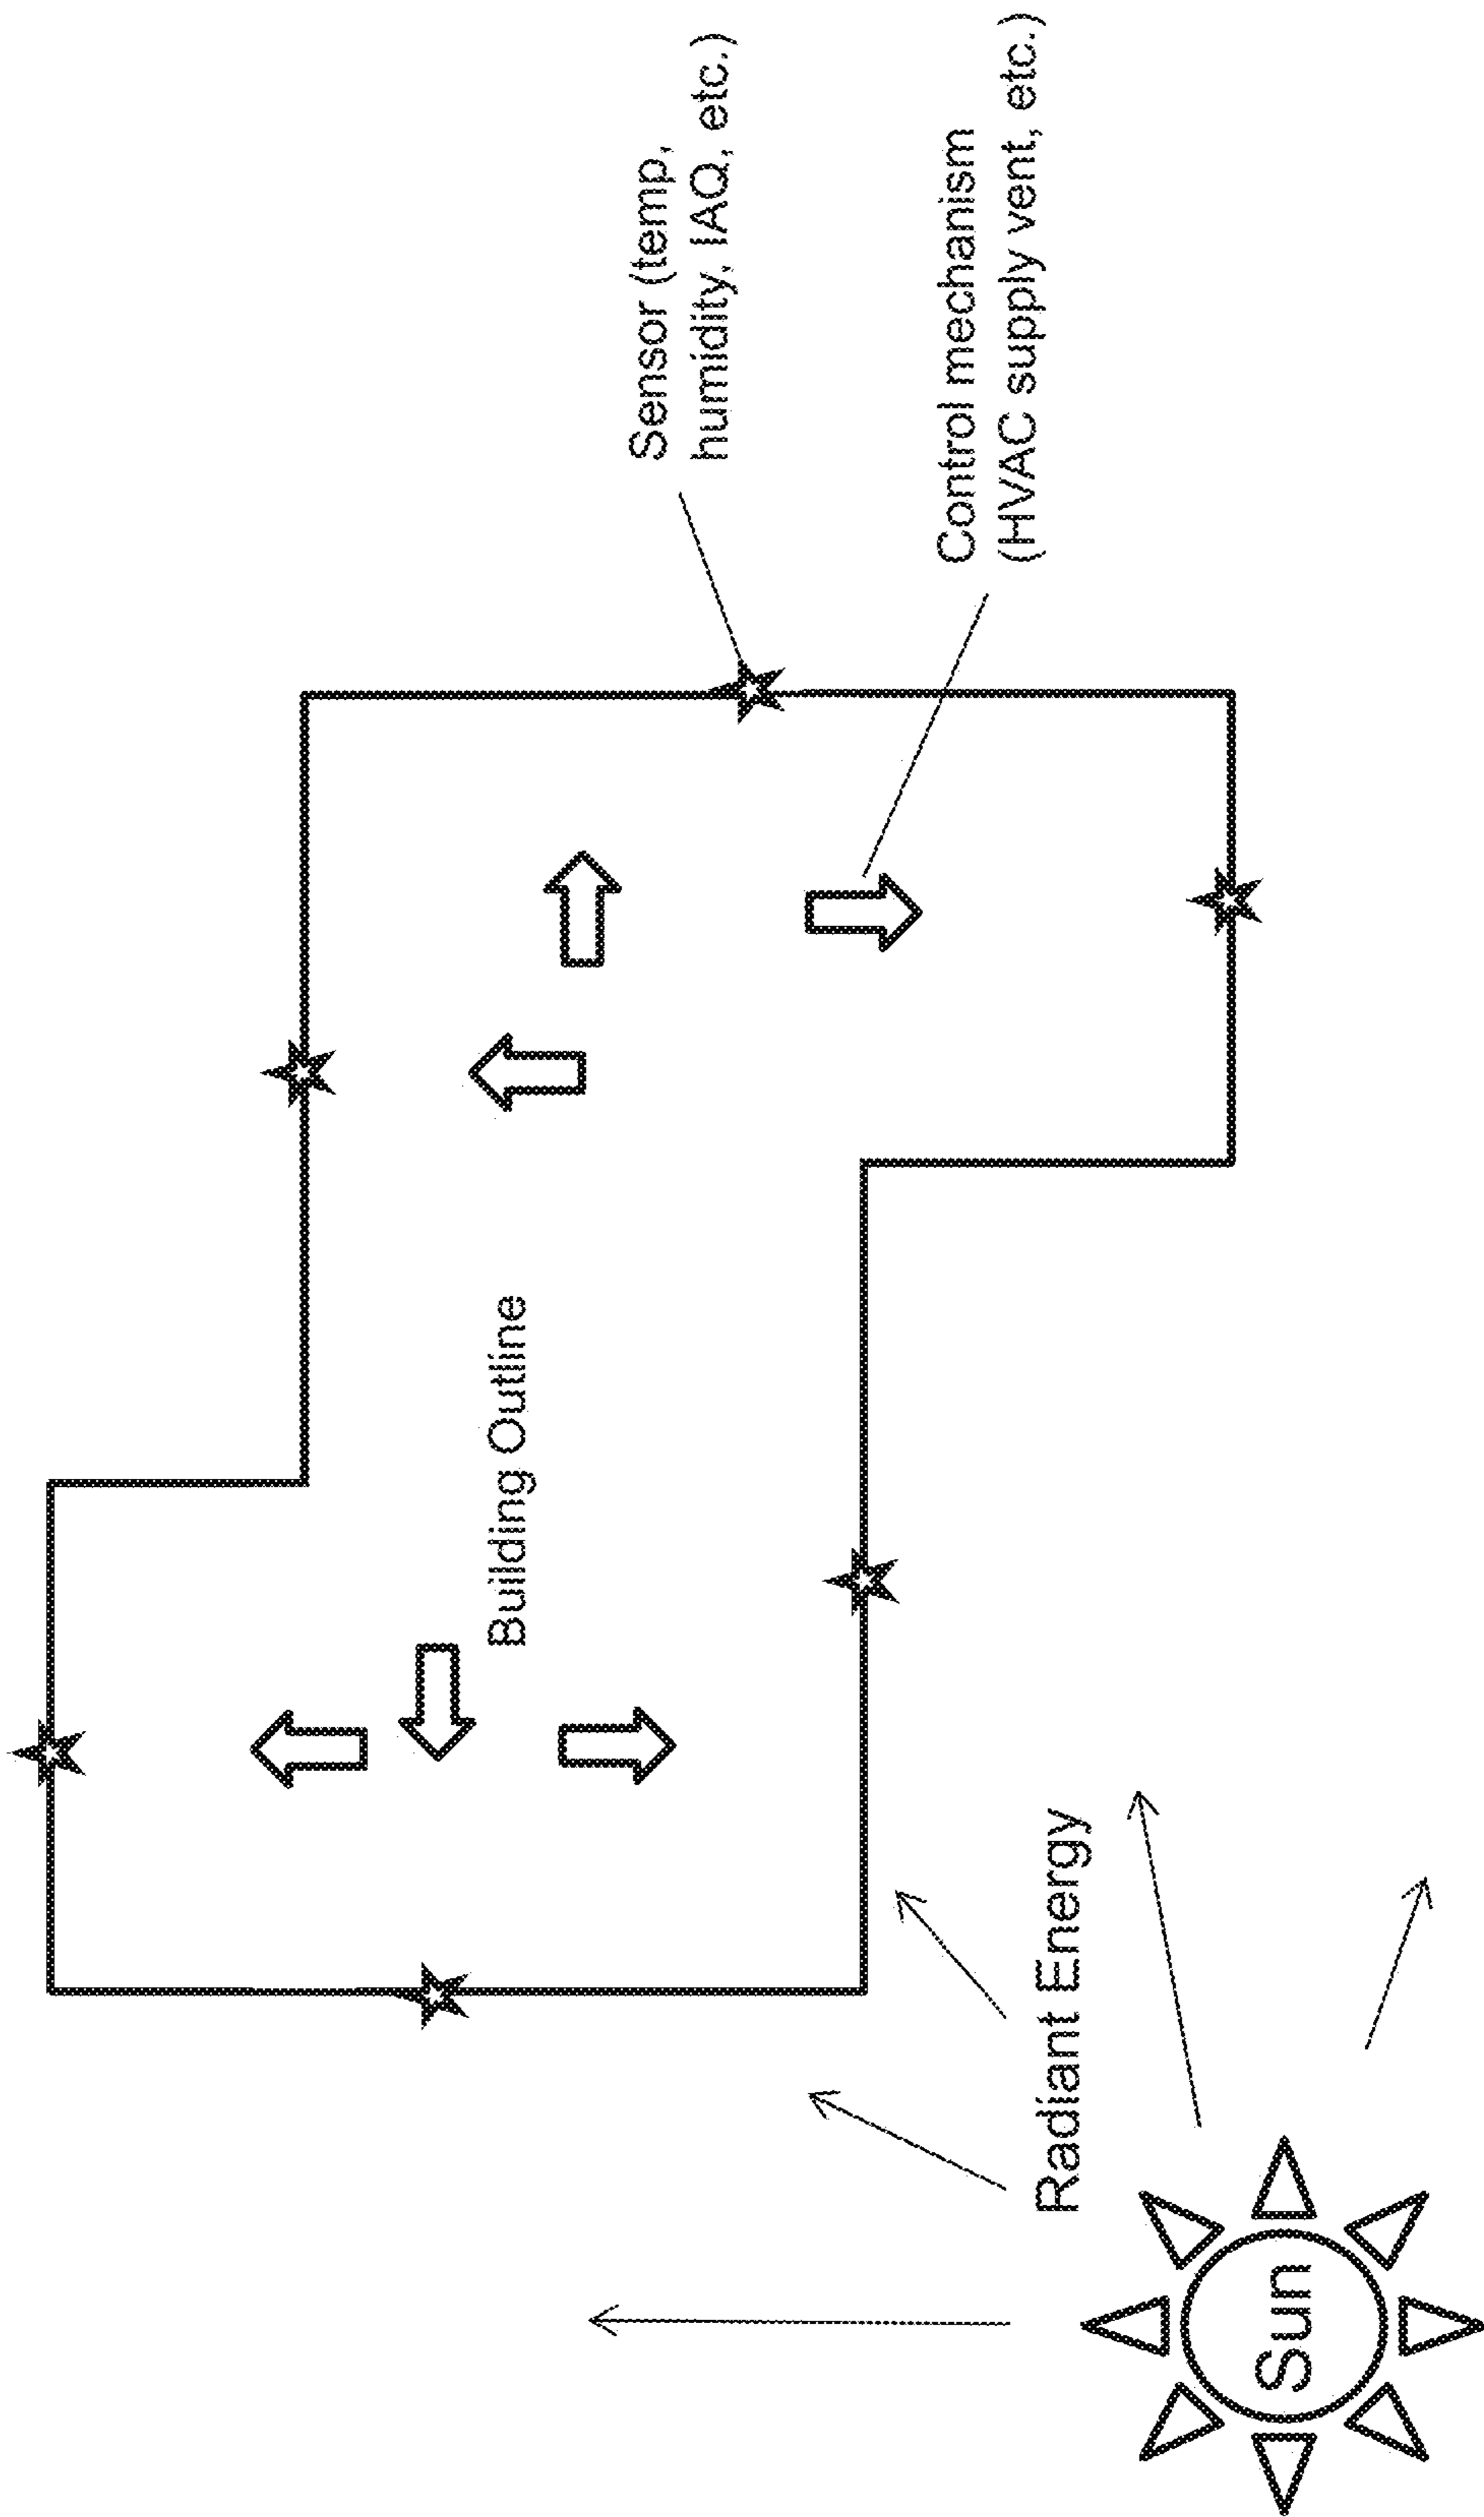 Sensor (temp,
humidity, IAQ, etc.)
Control mechanism
(HVAC supply vent, etc.)
Building Outline
Radiant Energy
Sun